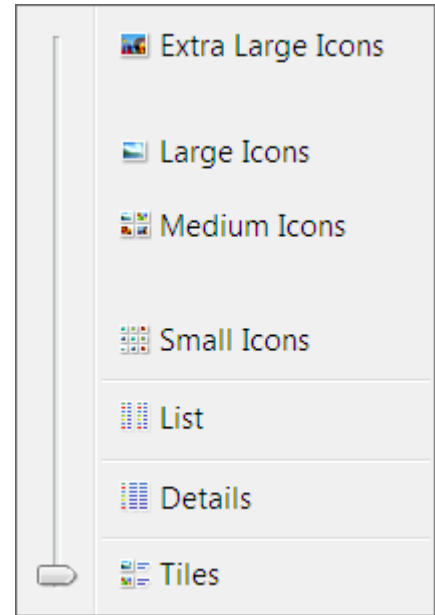 Extra Large Icons
Large Icons
Medium Icons
Small Icons
List
Details
Tiles